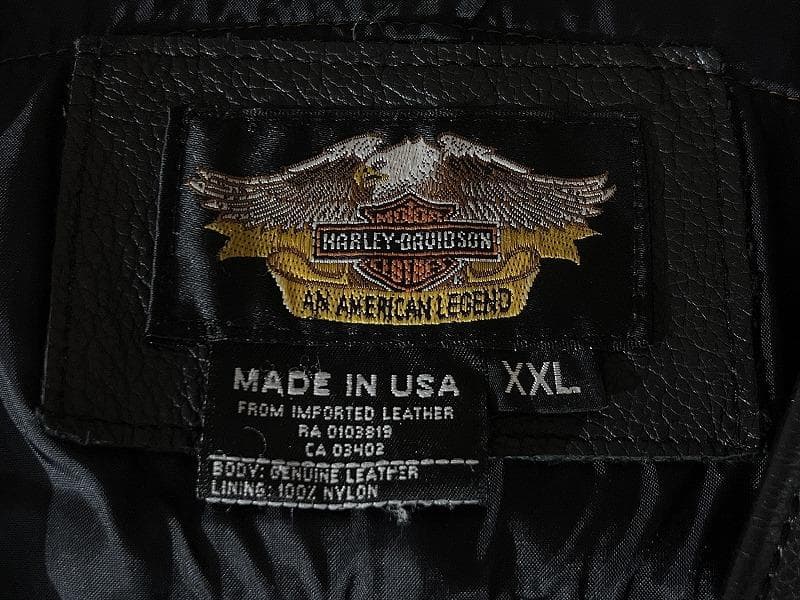 MOTOR
HARLEY-DAVIDSON
CYCLES
AN AMERICAN LEGEND
MADE IN USA
XXL
FROM IMPORTED LEATHER
RA 0103819
CA 03402
BODY: GENUINE LEATHER
LINING: 100% NYLON